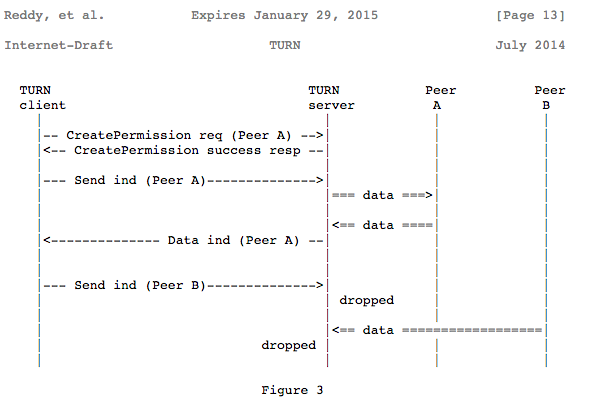 Reddy, et al. Expires January 29, 2015 [Page 13]
Internet-Draft TURN July 2014
TURN TURN Peer Peer
client server A B
|-- CreatePermission req (Peer A) -->|
|<-- CreatePermission success resp --|
|--- Send ind (Peer A)-------------->|
|=== data ===>|
|<== data ====|
|<-------------- Data ind (Peer A) --|
|--- Send ind (Peer B)-------------->|
dropped
|<== data ==================|
dropped
Figure 3